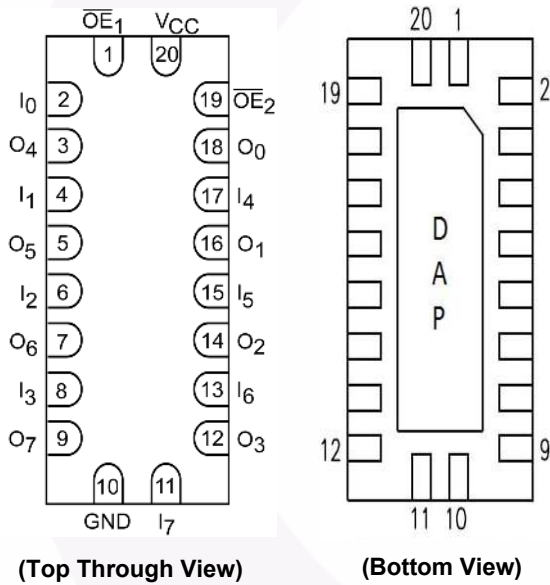 OE1 VCC
1 20
I0 2 19 OE2
O4 3 18 O0
I1 4 17 I4
O5 5 16 O1
I2 6 15 I5
O6 7 14 O2
I3 8 13 I6
O7 9 12 O3
10 11
GND I7
(Top Through View)
20 1
19 2
D
A
P
12 9
11 10
(Bottom View)